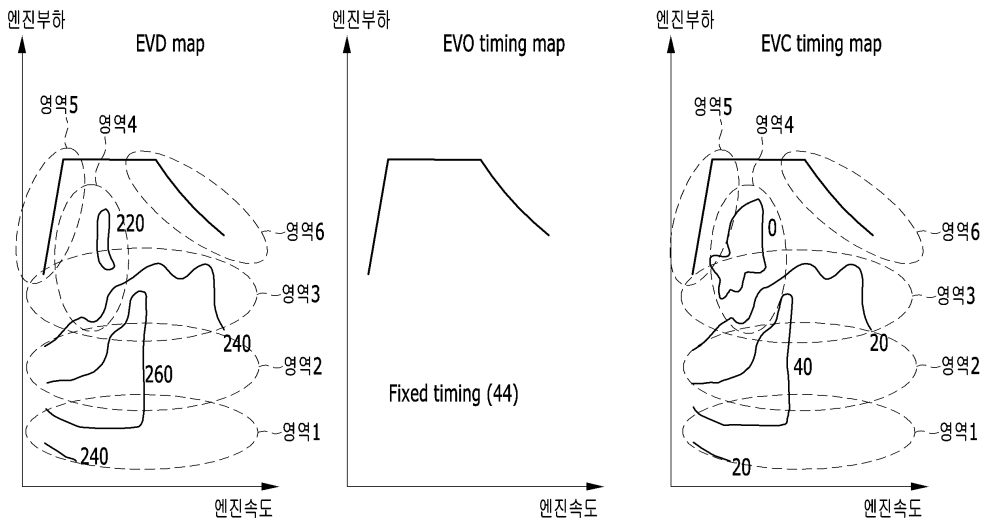 엔진부하
EVD map
영역5
영역4
220
영역6
영역3
240
영역2
260
영역1
240
엔진속도
엔진부하
EVO timing map
Fixed timing (44)
엔진속도
엔진부하
EVC timing map
영역5
영역4
0
영역6
영역3
20
영역2
40
영역1
20
엔진속도